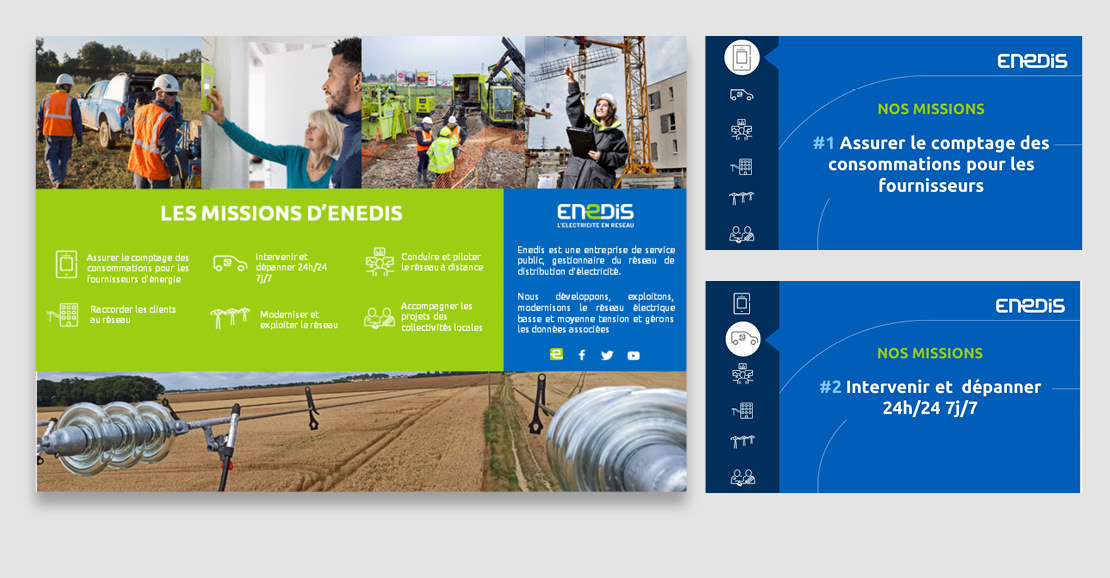 LES MISSIONS D'ENEDIS
Assurer le comptage des
consommations pour les
fournisseurs d'énergie
Intervenir et
dépanner 24h/24
7j/7
Conduire et piloter
le réseau à distance
Raccorder les clients
au réseau
Moderniser et
exploiter le réseau
Accompagner les
projets des
collectivités locales
ENEDIS
L'ELECTRICITE EN RESEAU
Enedis est une entreprise de service
public, gestionnaire du réseau de
distribution d'électricité.
Nous développons, exploitons,
modernisons le réseau électrique
basse et moyenne tension et gérons
les données associées
ENEDIS
NOS MISSIONS
#1 Assurer le comptage des
consommations pour les
fournisseurs
ENEDIS
NOS MISSIONS
#2 Intervenir et dépanner
24h/24 7j/7